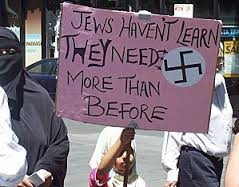 JEWS HAVEN'T LEARN
THEY NEED
MORE THAN
BEFORE